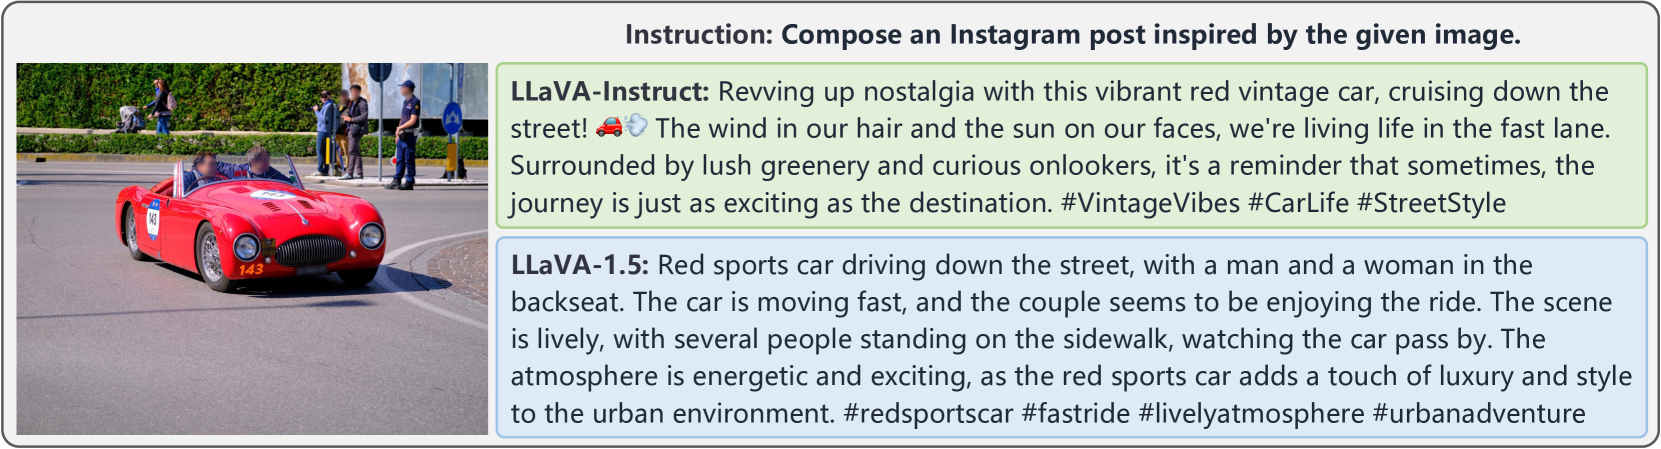 Instruction: Compose an Instagram post inspired by the given image.
LLaVA-Instruct: Revving up nostalgia with this vibrant red vintage car, cruising down the
street! 🚗💨 The wind in our hair and the sun on our faces, we're living life in the fast lane.
Surrounded by lush greenery and curious onlookers, it's a reminder that sometimes, the
journey is just as exciting as the destination. #VintageVibes #CarLife #StreetStyle
143
143
LLaVA-1.5: Red sports car driving down the street, with a man and a woman in the
backseat. The car is moving fast, and the couple seems to be enjoying the ride. The scene
is lively, with several people standing on the sidewalk, watching the car pass by. The
atmosphere is energetic and exciting, as the red sports car adds a touch of luxury and style
to the urban environment. #redsportscar #fastride #livelyatmosphere #urbanadventure